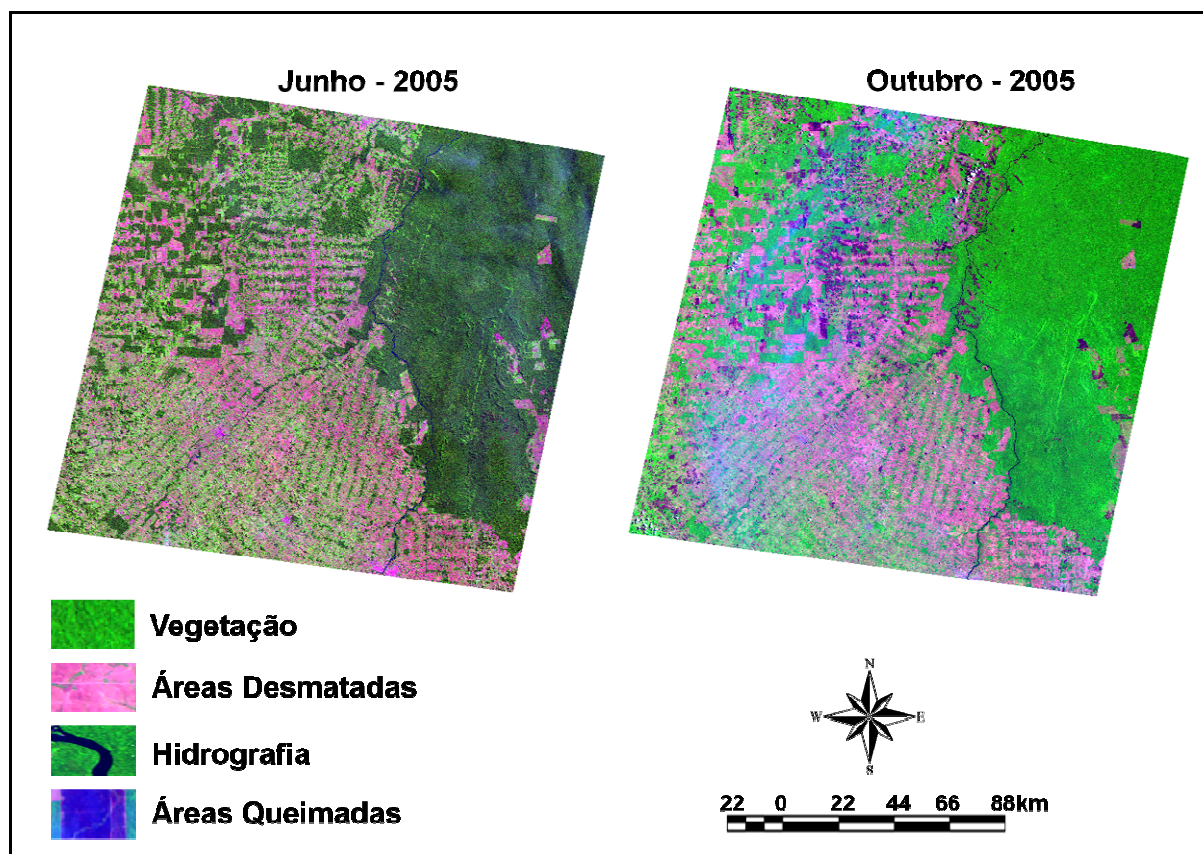 Junho - 2005
Outubro - 2005
Vegetação
Áreas Desmatadas
Hidrografia
Áreas Queimadas
N
W E
S
22 0 22 44 66 88km